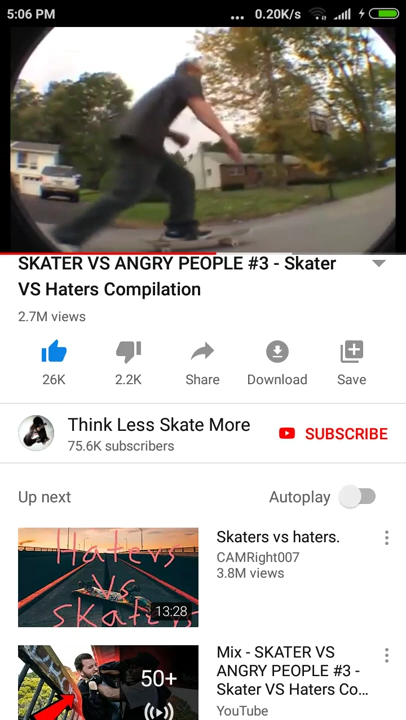 5:06 PM
... 0.20K/s
SKATER VS ANGRY PEOPLE #3 - Skater
VS Haters Compilation
2.7M views
26K
2.2K
Share
Download
Save
Think Less Skate More
75.6K subscribers
SUBSCRIBE
Up next
Autoplay
Haters
Vs
skaters
13:28
Skaters vs haters.
CAMRight007
3.8M views
50+
Mix - SKATER VS
ANGRY PEOPLE #3 -
Skater VS Haters Co...
YouTube